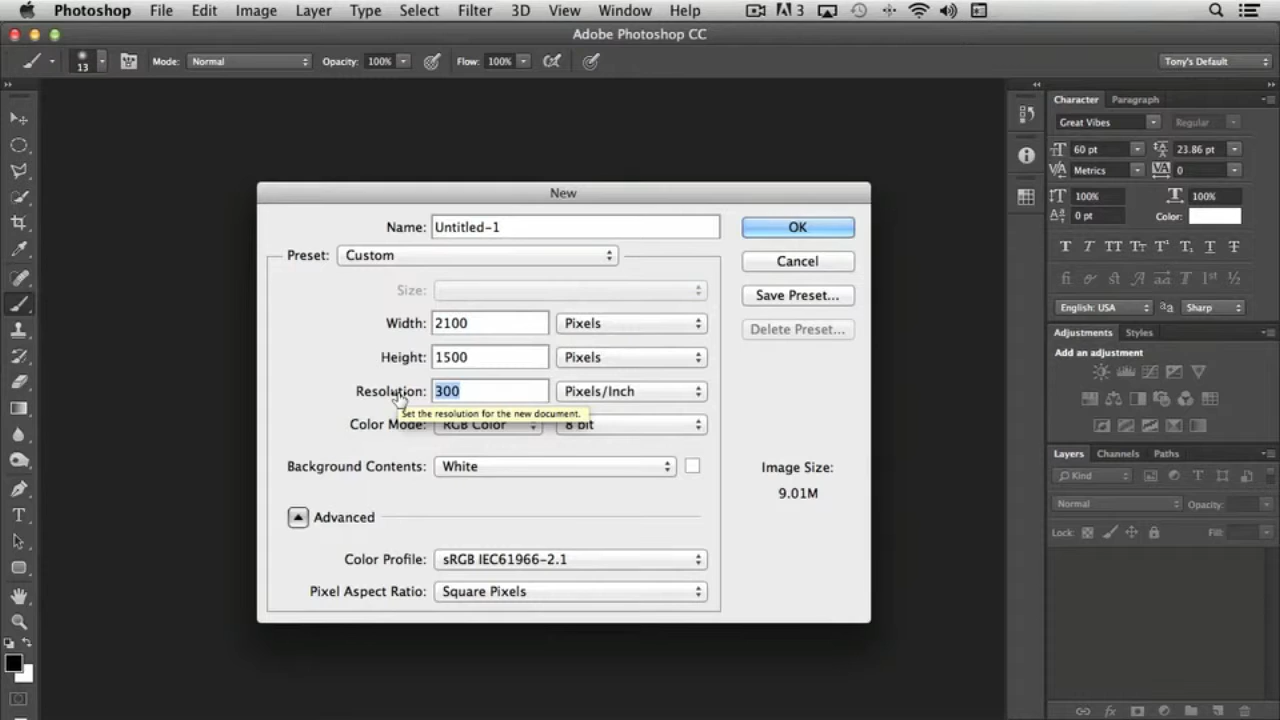 Photoshop File Edit Image Layer Type Select Filter 3D View Window Help 3
Adobe Photoshop CC
13 Mode: Normal Opacity: 100% Flow: 100% Tony's Default
Character Paragraph
Great Vibes Regular
60 pt 23.86 pt
Metrics 0
100% 100%
0 pt Color:
English: USA Sharp
Adjustments Styles
Add an adjustment
Layers Channels Paths
Kind
Normal Opacity:
Lock: Fill:
New
Name: Untitled-1 OK
Preset: Custom Cancel
Size: Save Preset...
Width: 2100 Pixels Delete Preset...
Height: 1500 Pixels
Resolution: 300 Pixels/Inch
Set the resolution for the new document.
Color Mode: RGB Color 8 bit
Background Contents: White
Image Size:
9.01M
Advanced
Color Profile: sRGB IEC61966-2.1
Pixel Aspect Ratio: Square Pixels